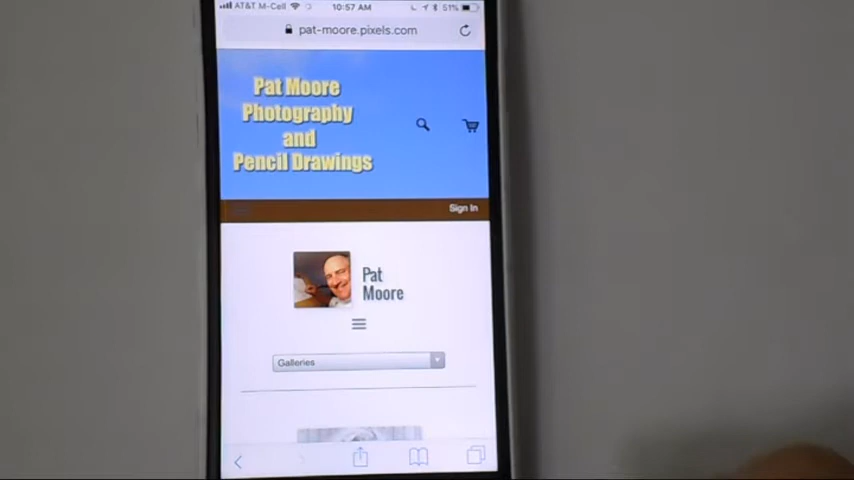 AT&T M-Cell 10:57 AM 51%
pat-moore.pixels.com
Pat Moore
Photography
and
Pencil Drawings
Sign In
Pat
Moore
Galleries